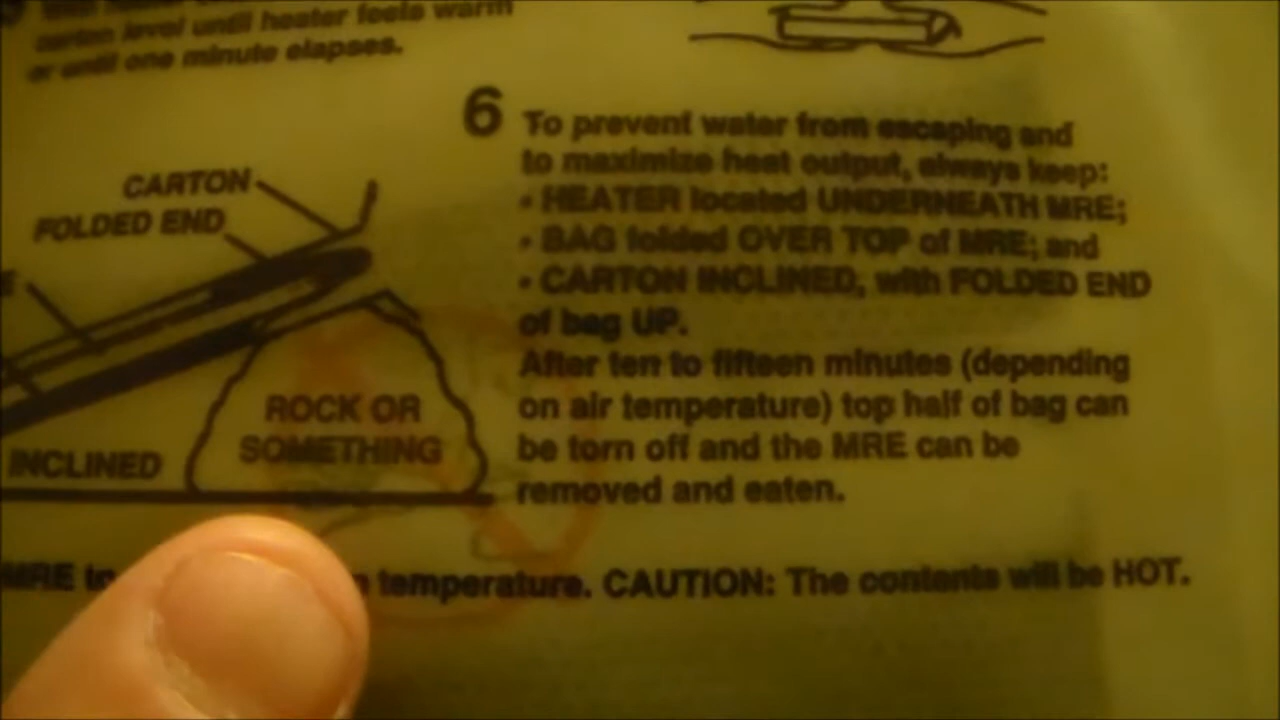 carton level until heater feels warm
or until one minute elapses.
CARTON
FOLDED END
INCLINED
ROCK OR
SOMETHING
6 To prevent water from escaping and
to maximize heat output, always keep:
• HEATER located UNDERNEATH MRE;
• BAG folded OVER TOP of MRE; and
• CARTON INCLINED, with FOLDED END
of bag UP.
After ten to fifteen minutes (depending
on air temperature) top half of bag can
be torn off and the MRE can be
removed and eaten.
MRE temperature. CAUTION: The contents will be HOT.